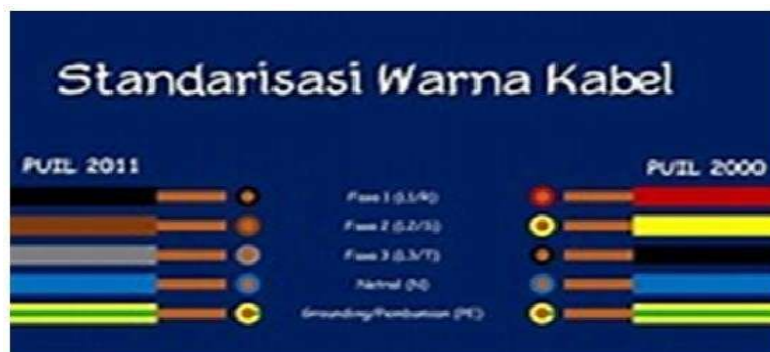 Standarisasi Warna Kabel
PUIL 2011
PUIL 2000
Fasa 1 (L1/R)
Fasa 2 (L2/S)
Fasa 3 (L3/T)
Netral (N)
Grounding/Pembumian (PE)